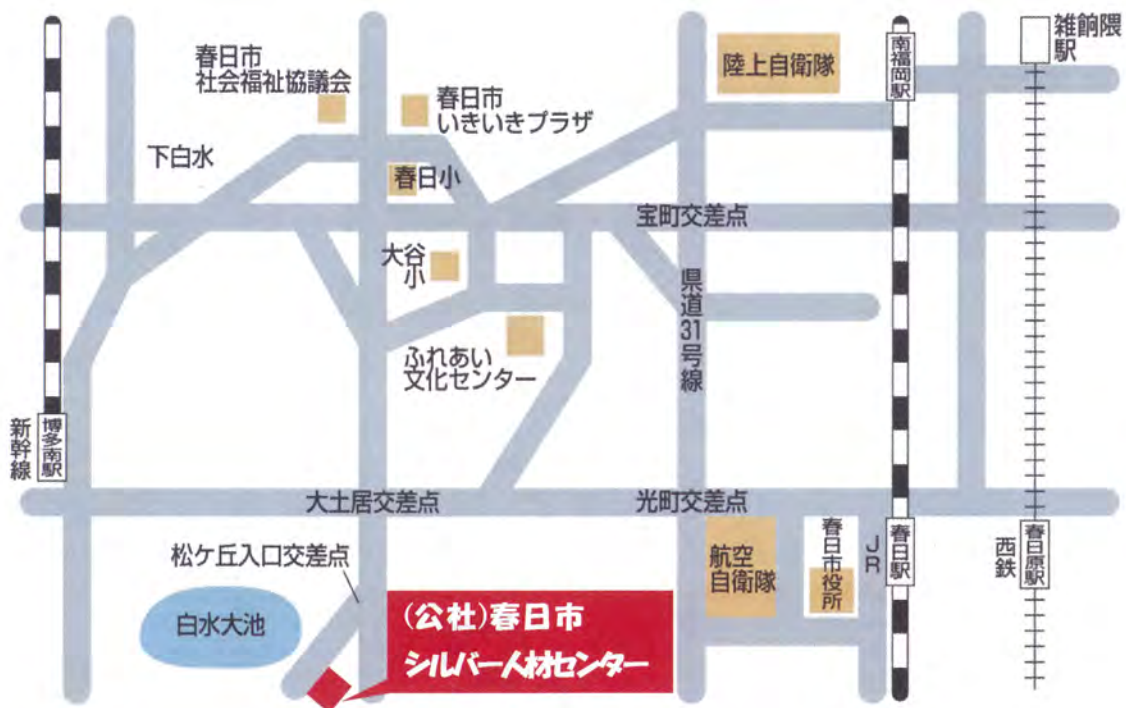 雑餉隈
駅
南福岡駅
陸上自衛隊
春日市
社会福祉協議会
春日市
いきいきプラザ
下白水
春日小
宝町交差点
大谷
小
県道31号線
ふれあい
文化センター
新幹線
博多南駅
大土居交差点
光町交差点
松ケ丘入口交差点
航空
自衛隊
春日市役所
JR
春日駅
西鉄
春日原駅
白水大池
(公社)春日市
シルバー人材センター